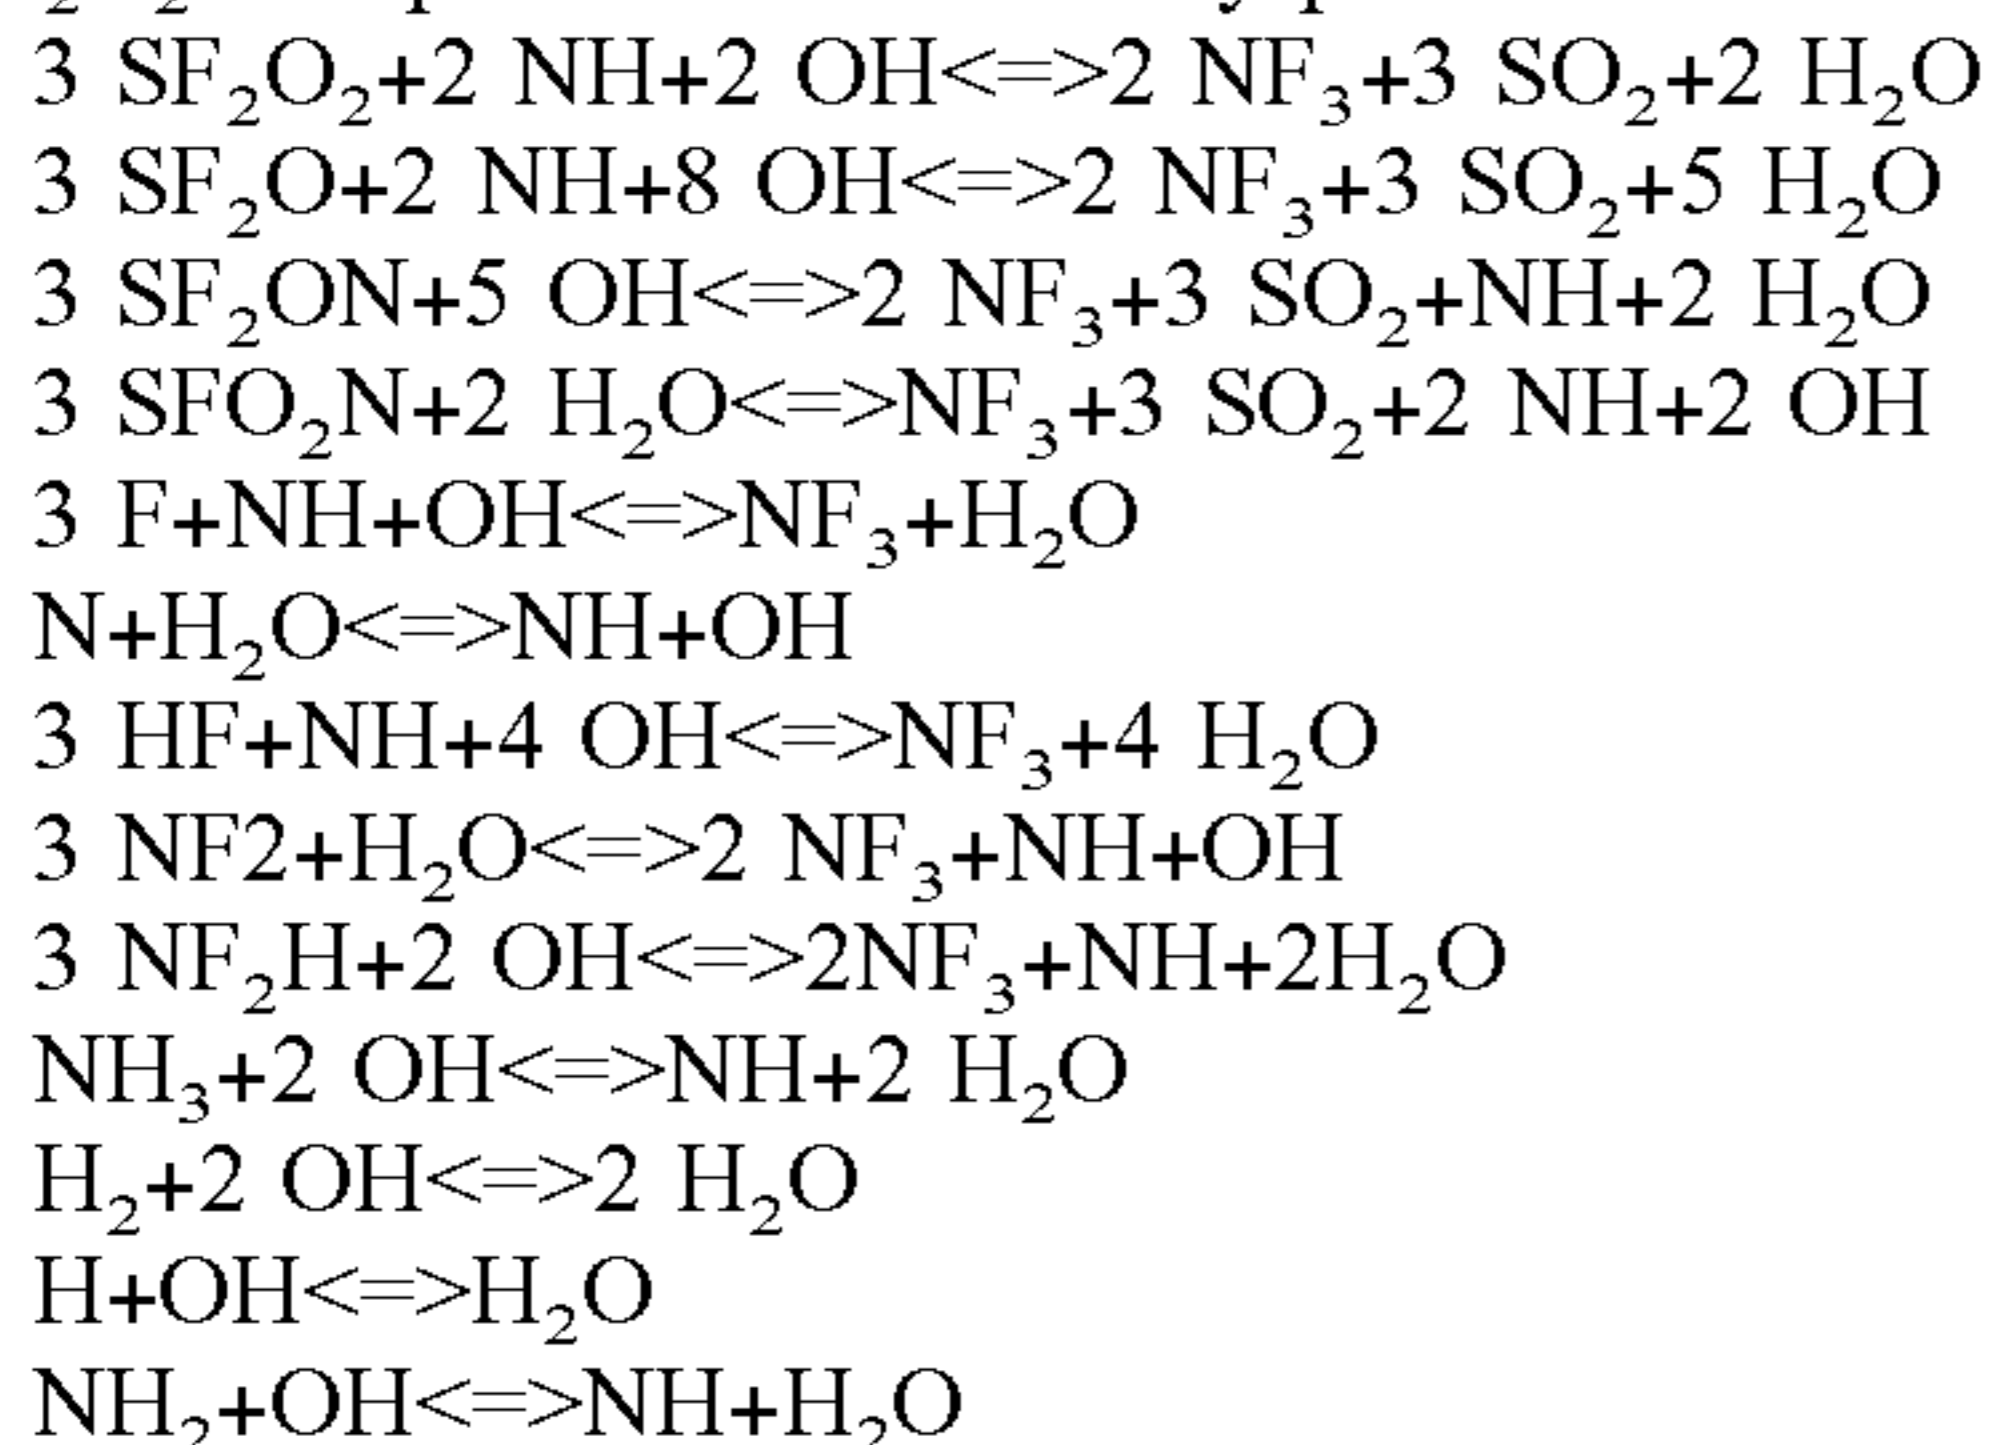 3 SF₂O₂+2 NH+2 OH<=>2 NF₃+3 SO₂+2 H₂O
3 SF₂O+2 NH+8 OH<=>2 NF₃+3 SO₂+5 H₂O
3 SF₂ON+5 OH<=>2 NF₃+3 SO₂+NH+2 H₂O
3 SFO₂N+2 H₂O<=>NF₃+3 SO₂+2 NH+2 OH
3 F+NH+OH<=>NF₃+H₂O
N+H₂O<=>NH+OH
3 HF+NH+4 OH<=>NF₃+4 H₂O
3 NF2+H₂O<=>2 NF₃+NH+OH
3 NF₂H+2 OH<=>2NF₃+NH+2H₂O
NH₃+2 OH<=>NH+2 H₂O
H₂+2 OH<=>2 H₂O
H+OH<=>H₂O
NH₂+OH<=>NH+H₂O